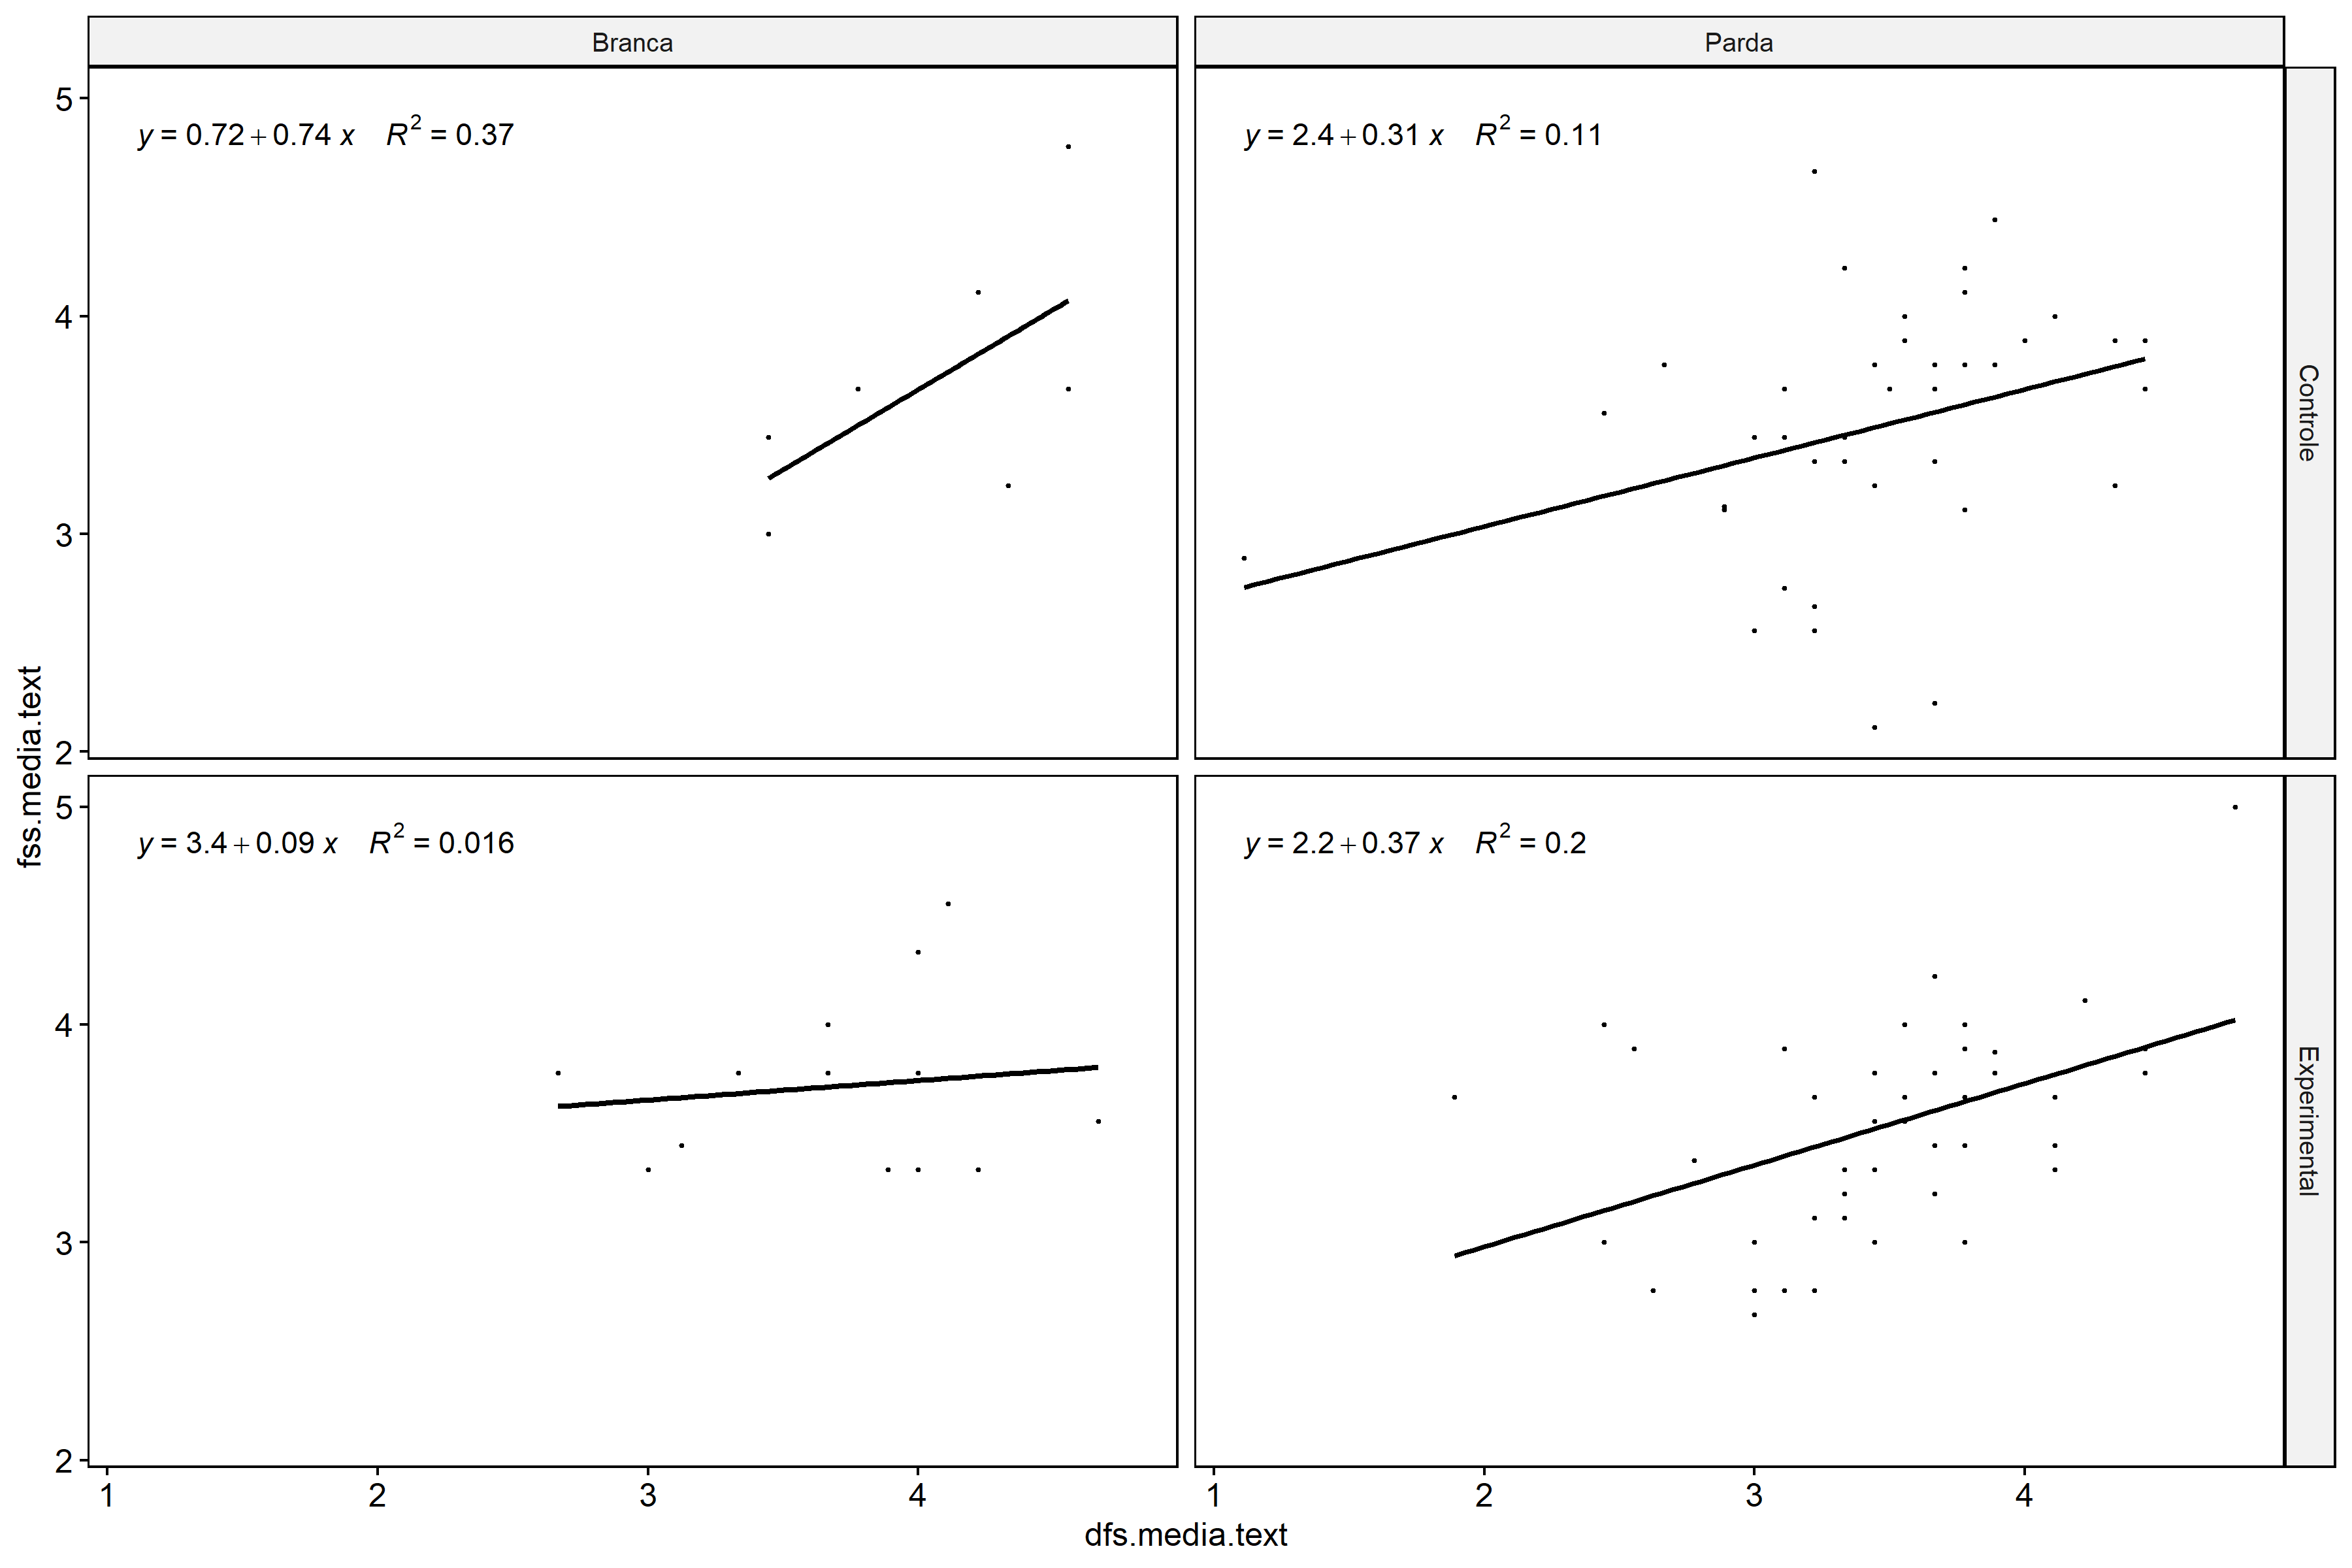 Branca
Parda
5
y = 0.72 + 0.74 x R² = 0.37
y = 2.4 + 0.31 x R² = 0.11
4
3
2
Controle
fss.media.text
5
y = 3.4 + 0.09 x R² = 0.016
y = 2.2 + 0.37 x R² = 0.2
4
3
2
Experimental
1 2 3 4
1 2 3 4
dfs.media.text